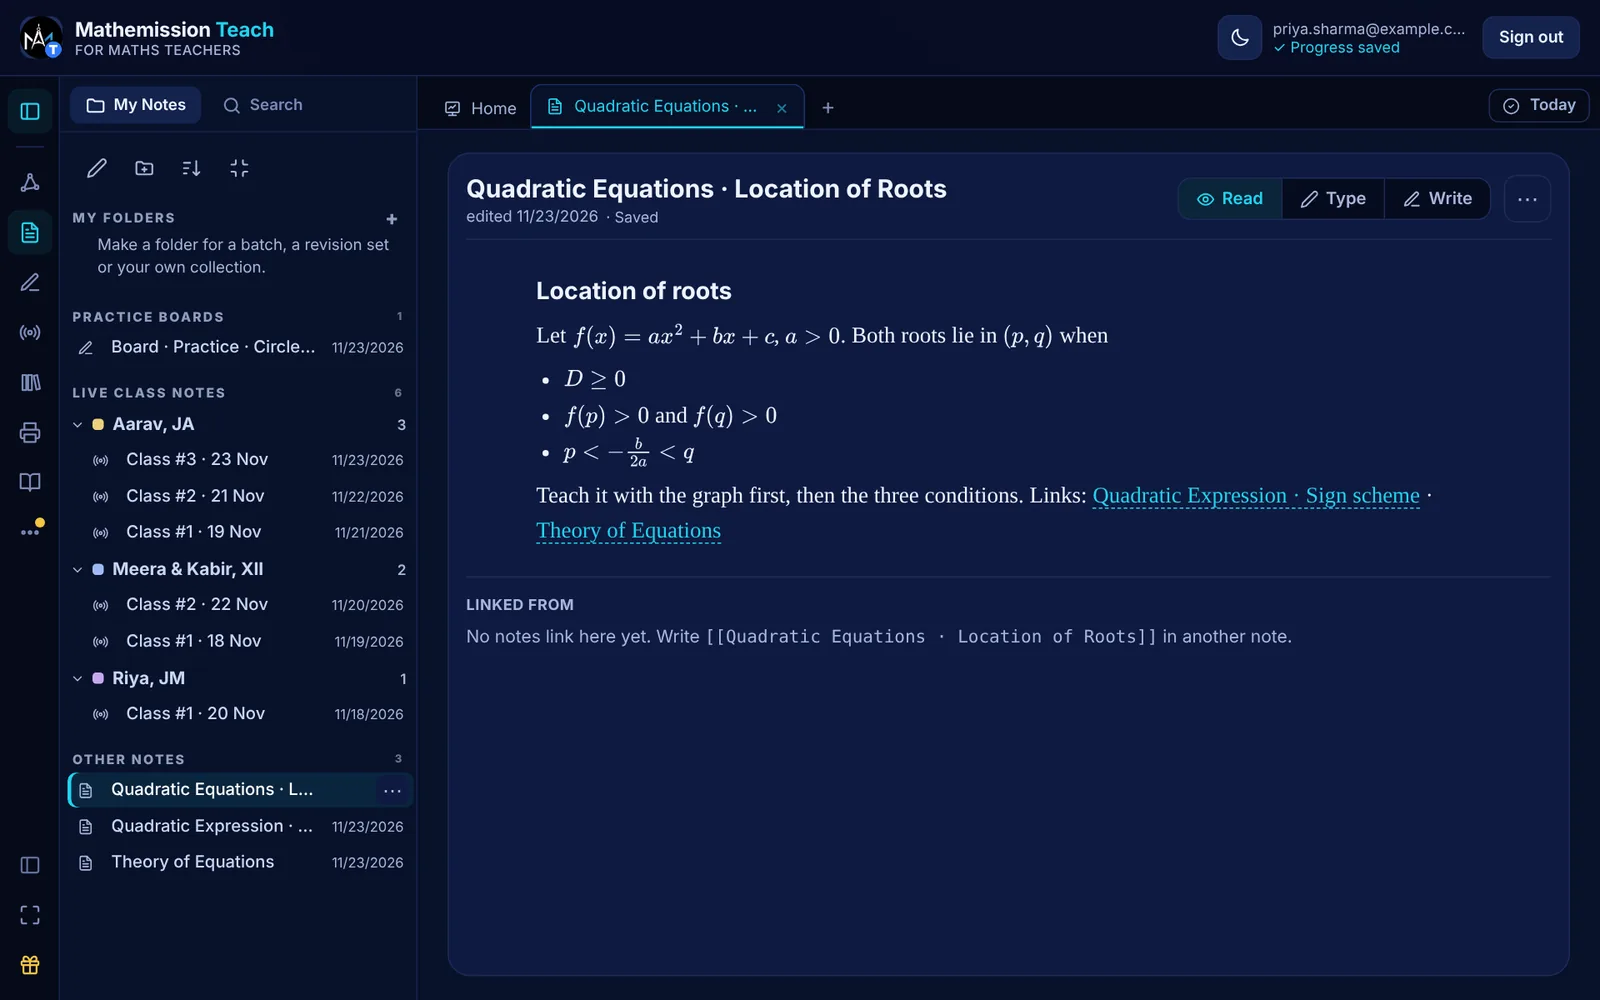 Mathemission Teach
FOR MATHS TEACHERS
priya.sharma@example.c...
✓ Progress saved
Sign out
My Notes
Search
Home
Quadratic Equations · ...
Today
MY FOLDERS
Make a folder for a batch, a revision set
or your own collection.
PRACTICE BOARDS 1
Board · Practice · Circle... 11/23/2026
LIVE CLASS NOTES 6
Aarav, JA 3
Class #3 · 23 Nov 11/23/2026
Class #2 · 21 Nov 11/22/2026
Class #1 · 19 Nov 11/21/2026
Meera & Kabir, XII 2
Class #2 · 22 Nov 11/20/2026
Class #1 · 18 Nov 11/19/2026
Riya, JM 1
Class #1 · 20 Nov 11/18/2026
OTHER NOTES 3
Quadratic Equations · L...
Quadratic Expression · ... 11/23/2026
Theory of Equations 11/23/2026
Quadratic Equations · Location of Roots
edited 11/23/2026 · Saved
Read
Type
Write
Location of roots
Let f(x) = ax² + bx + c, a > 0. Both roots lie in (p, q) when
• D ≥ 0
• f(p) > 0 and f(q) > 0
• p < −b/2a < q
Teach it with the graph first, then the three conditions. Links: Quadratic Expression · Sign scheme ·
Theory of Equations
LINKED FROM
No notes link here yet. Write [[Quadratic Equations · Location of Roots]] in another note.